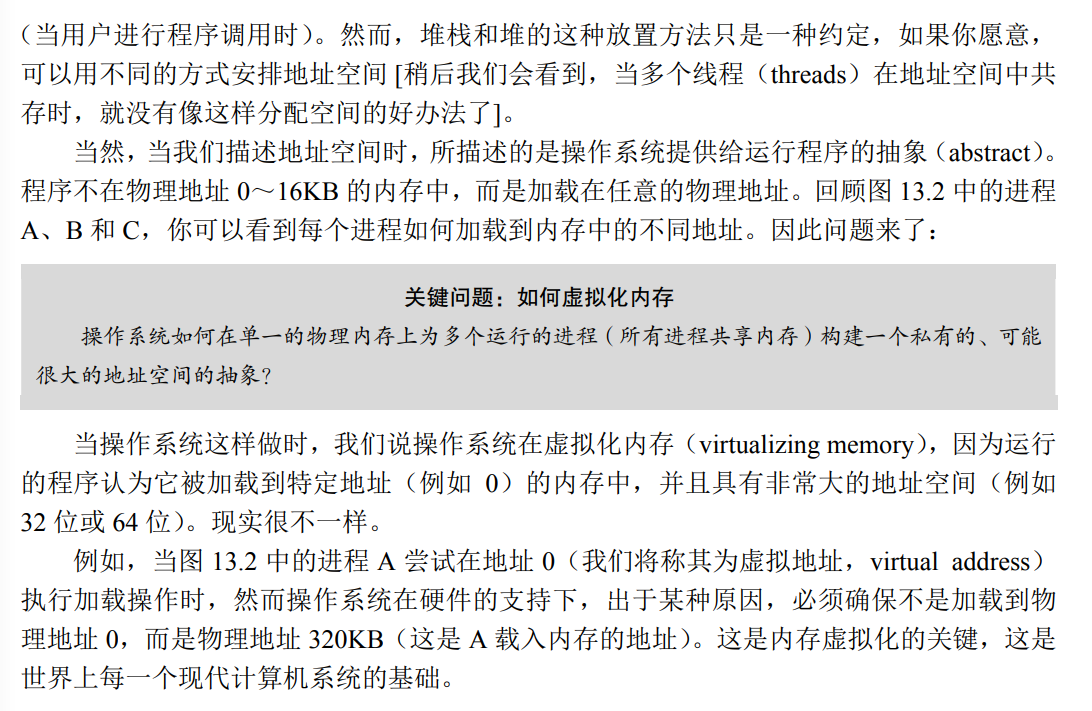 （当用户进行程序调用时）。然而，堆栈和堆的这种放置方法只是一种约定，如果你愿意，
可以用不同的方式安排地址空间 [稍后我们会看到，当多个线程（threads）在地址空间中共
存时，就没有像这样分配空间的好办法了]。
当然，当我们描述地址空间时，所描述的是操作系统提供给运行程序的抽象（abstract）。
程序不在物理地址 0～16KB 的内存中，而是加载在任意的物理地址。回顾图 13.2 中的进程
A、B 和 C，你可以看到每个进程如何加载到内存中的不同地址。因此问题来了：
关键问题：如何虚拟化内存
操作系统如何在单一的物理内存上为多个运行的进程（所有进程共享内存）构建一个私有的、可能
很大的地址空间的抽象？
当操作系统这样做时，我们说操作系统在虚拟化内存（virtualizing memory），因为运行
的程序认为它被加载到特定地址（例如 0）的内存中，并且具有非常大的地址空间（例如
32 位或 64 位）。现实很不一样。
例如，当图 13.2 中的进程 A 尝试在地址 0（我们将称其为虚拟地址，virtual address）
执行加载操作时，然而操作系统在硬件的支持下，出于某种原因，必须确保不是加载到物
理地址 0，而是物理地址 320KB（这是 A 载入内存的地址）。这是内存虚拟化的关键，这是
世界上每一个现代计算机系统的基础。